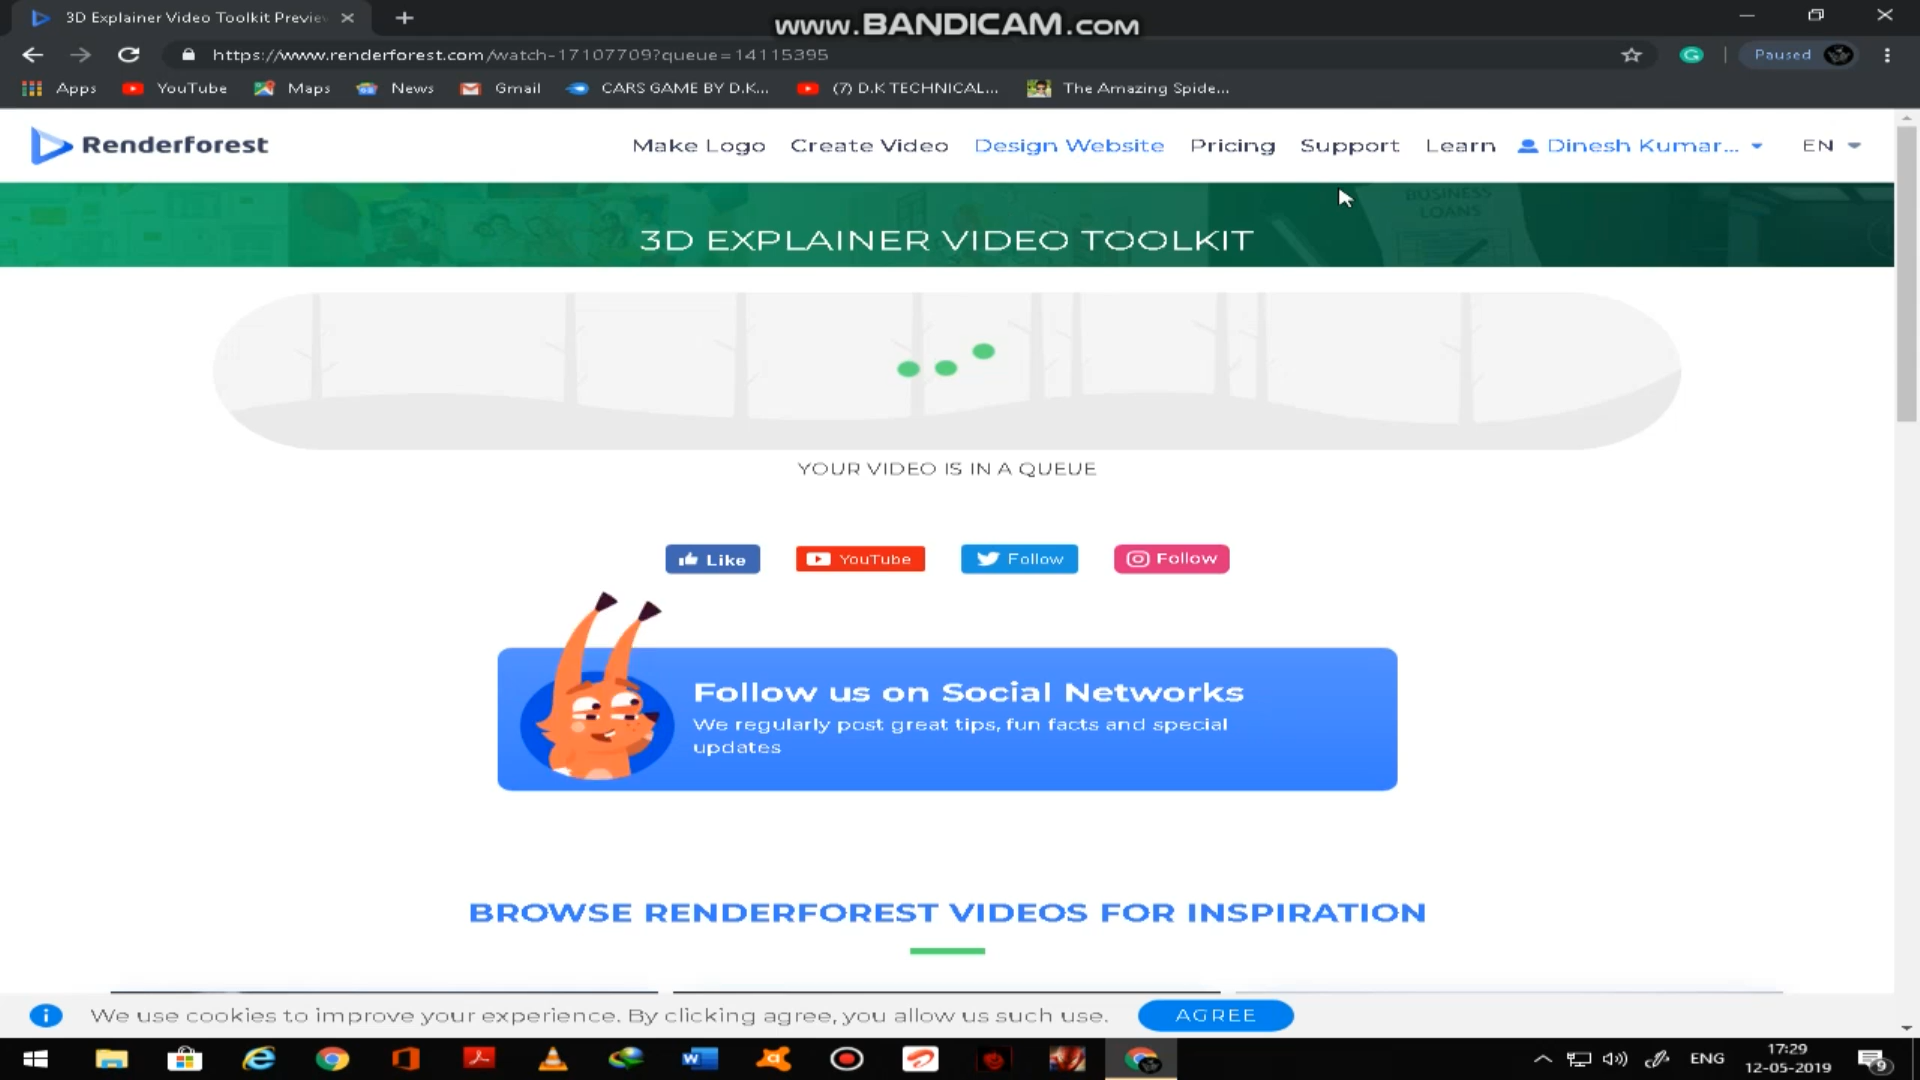 3D Explainer Video Toolkit Previe
www.BANDICAM.com
https://www.renderforest.com/watch-17107709?queue=14115395
Paused
Apps YouTube Maps News Gmail CARS GAME BY D.K... (7) D.K TECHNICAL... The Amazing Spide...
Renderforest
Make Logo Create Video Design Website Pricing Support Learn Dinesh Kumar... EN
BUSINESS
LOANS
3D EXPLAINER VIDEO TOOLKIT
YOUR VIDEO IS IN A QUEUE
Like YouTube Follow Follow
Follow us on Social Networks
We regularly post great tips, fun facts and special
updates
BROWSE RENDERFOREST VIDEOS FOR INSPIRATION
We use cookies to improve your experience. By clicking agree, you allow us such use. AGREE
ENG
17:29
12-05-2019
9